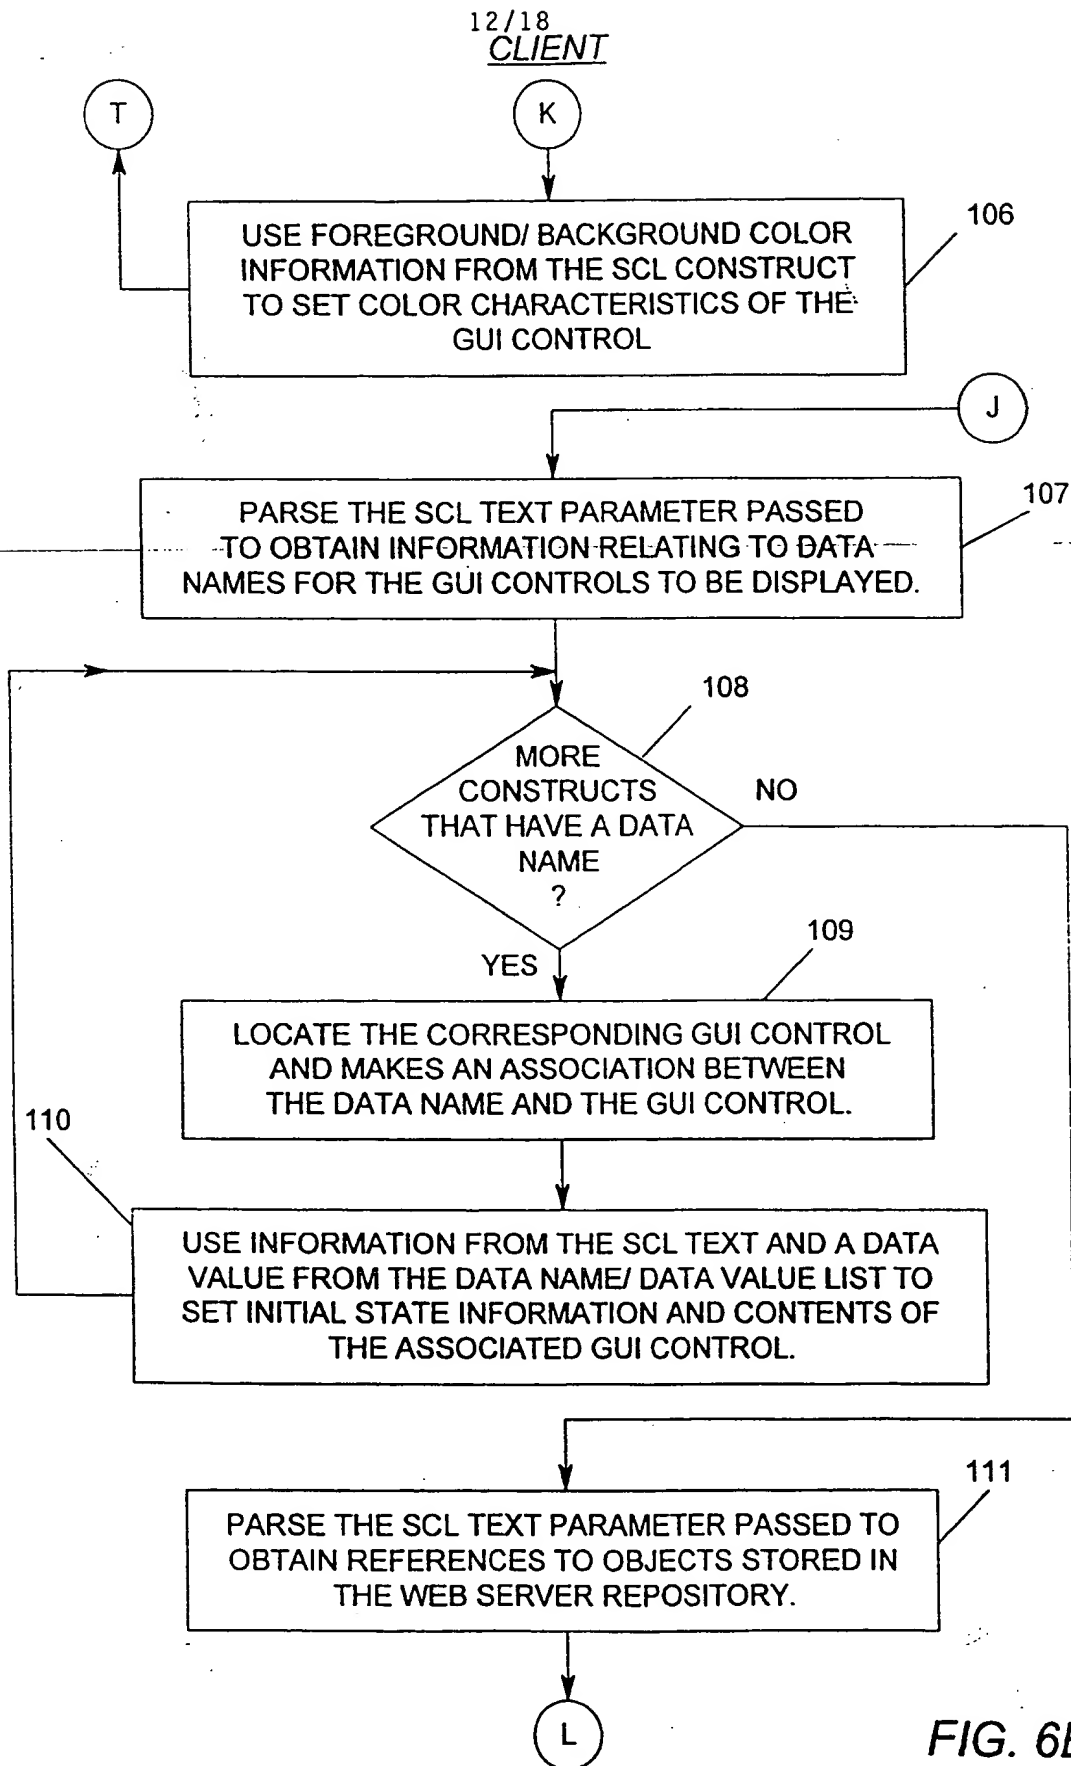 12/18
CLIENT
T
K
USE FOREGROUND/ BACKGROUND COLOR
INFORMATION FROM THE SCL CONSTRUCT
TO SET COLOR CHARACTERISTICS OF THE
GUI CONTROL
106
J
PARSE THE SCL TEXT PARAMETER PASSED
TO OBTAIN INFORMATION RELATING TO DATA
NAMES FOR THE GUI CONTROLS TO BE DISPLAYED.
107
108
MORE
CONSTRUCTS
THAT HAVE A DATA
NAME
?
NO
YES
109
LOCATE THE CORRESPONDING GUI CONTROL
AND MAKES AN ASSOCIATION BETWEEN
THE DATA NAME AND THE GUI CONTROL.
110
USE INFORMATION FROM THE SCL TEXT AND A DATA
VALUE FROM THE DATA NAME/ DATA VALUE LIST TO
SET INITIAL STATE INFORMATION AND CONTENTS OF
THE ASSOCIATED GUI CONTROL.
111
PARSE THE SCL TEXT PARAMETER PASSED TO
OBTAIN REFERENCES TO OBJECTS STORED IN
THE WEB SERVER REPOSITORY.
L
FIG.